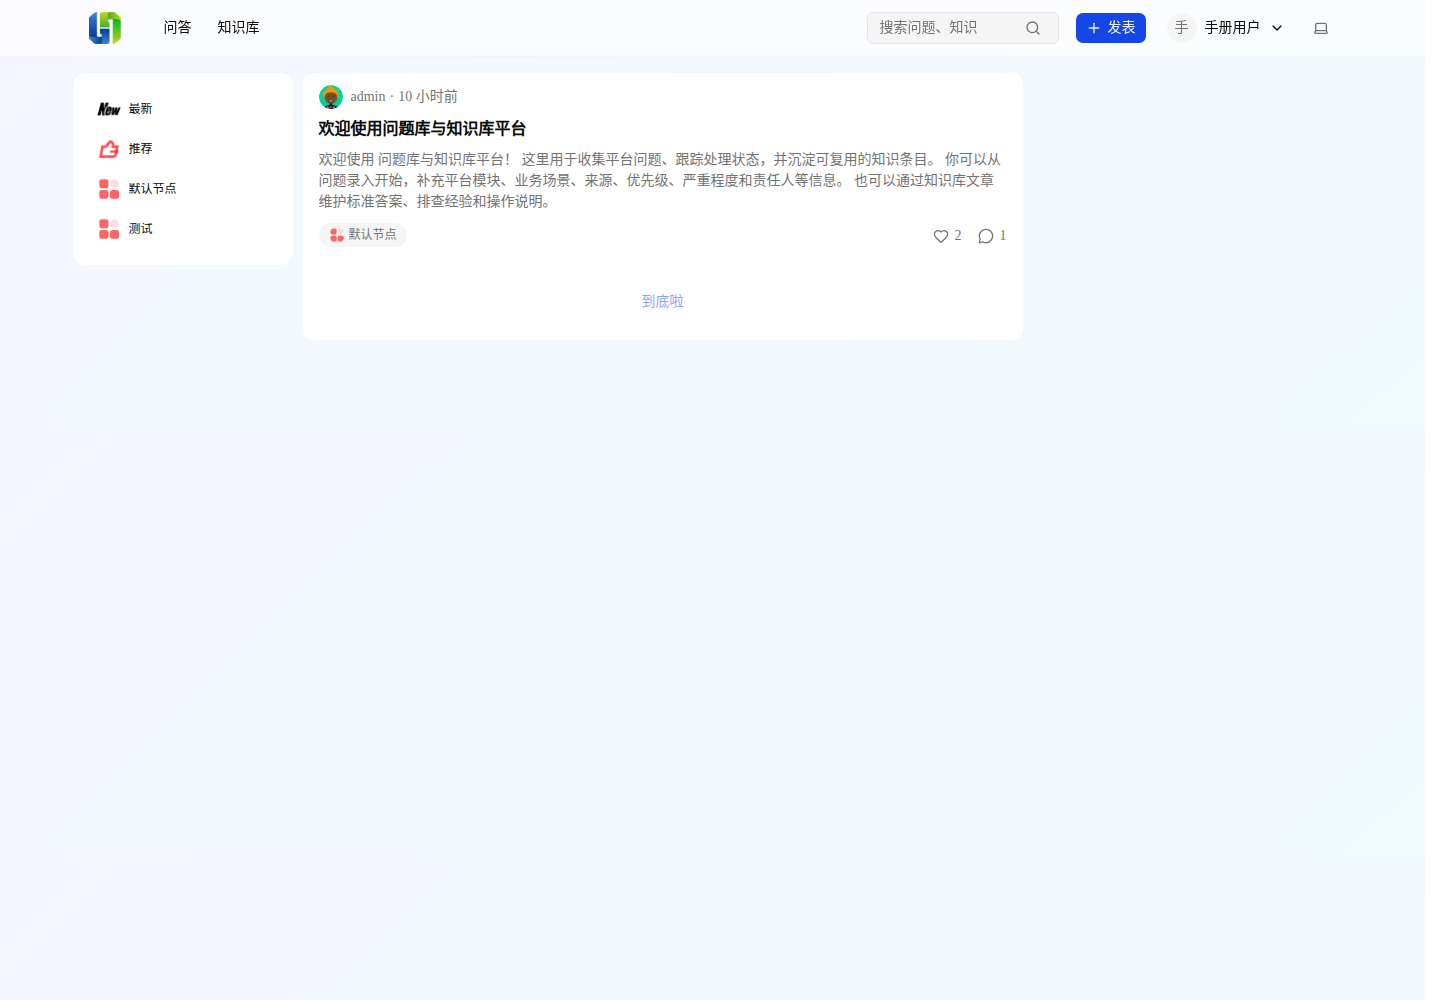 问答
知识库
搜索问题、知识
发表
手
手册用户
New
最新
推荐
默认节点
测试
admin · 10 小时前
欢迎使用问题库与知识库平台
欢迎使用 问题库与知识库平台！ 这里用于收集平台问题、跟踪处理状态，并沉淀可复用的知识条目。 你可以从
问题录入开始，补充平台模块、业务场景、来源、优先级、严重程度和责任人等信息。 也可以通过知识库文章
维护标准答案、排查经验和操作说明。
默认节点
2
1
到底啦